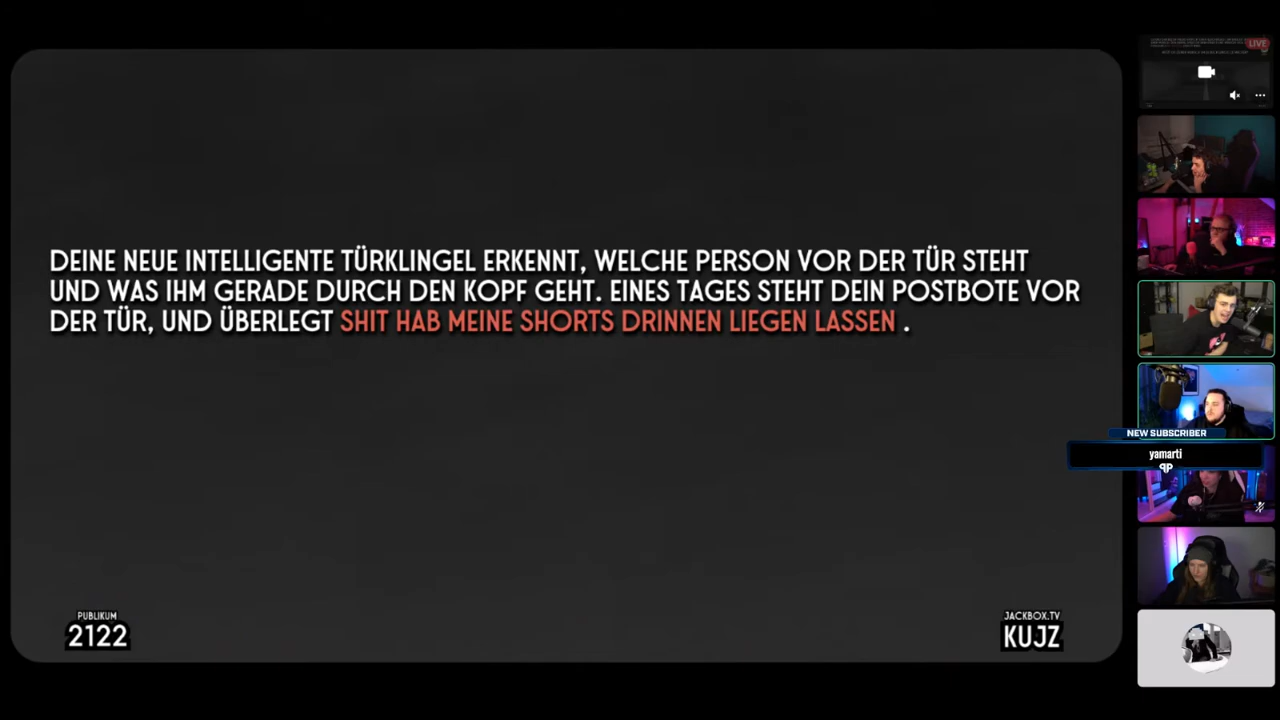 DEINE NEUE INTELLIGENTE TÜRKLINGEL ERKENNT, WELCHE PERSON VOR DER TÜR STEHT
UND WAS IHM GERADE DURCH DEN KOPF GEHT. EINES TAGES STEHT DEIN POSTBOTE VOR
DER TÜR, UND ÜBERLEGT SHIT HAB MEINE SHORTS DRINNEN LIEGEN LASSEN .
PUBLIKUM
2122
JACKBOX.TV
KUJZ
LIVE
NEW SUBSCRIBER
yamarti